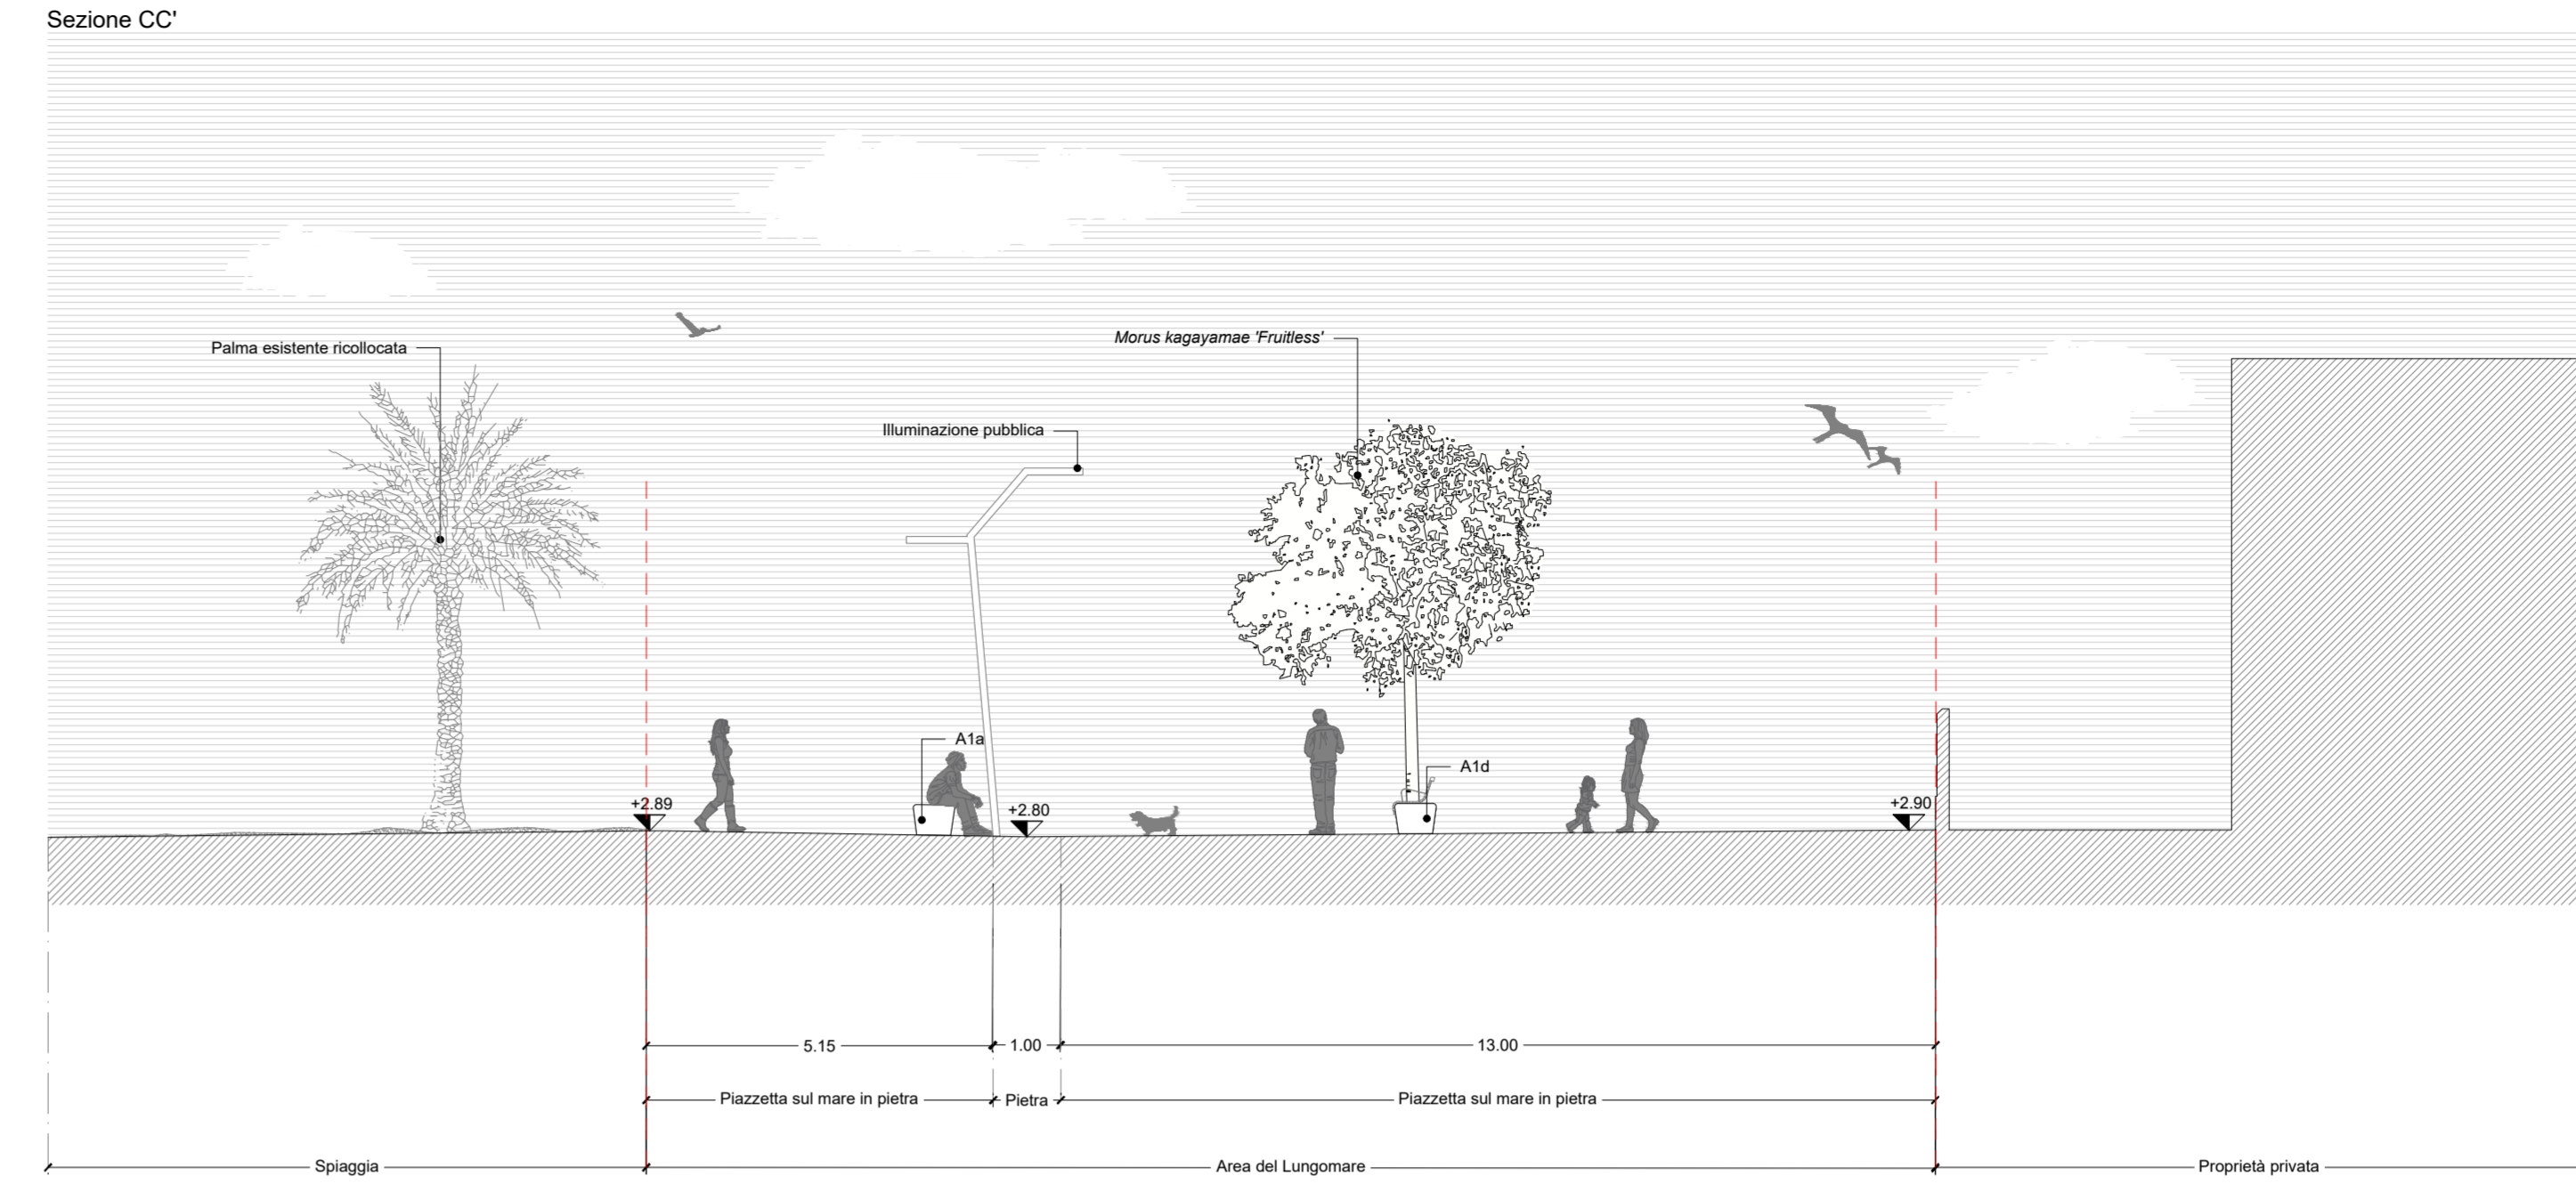 Sezione CC'
Morus kagayamae 'Fruitless'
Palma esistente ricollocata
Illuminazione pubblica
A1a
A1d
+2.89
+2.80
+2.90
5.15
1.00
13.00
Piazzetta sul mare in pietra
Pietra
Piazzetta sul mare in pietra
Spiaggia
Area del Lungomare
Proprietà privata